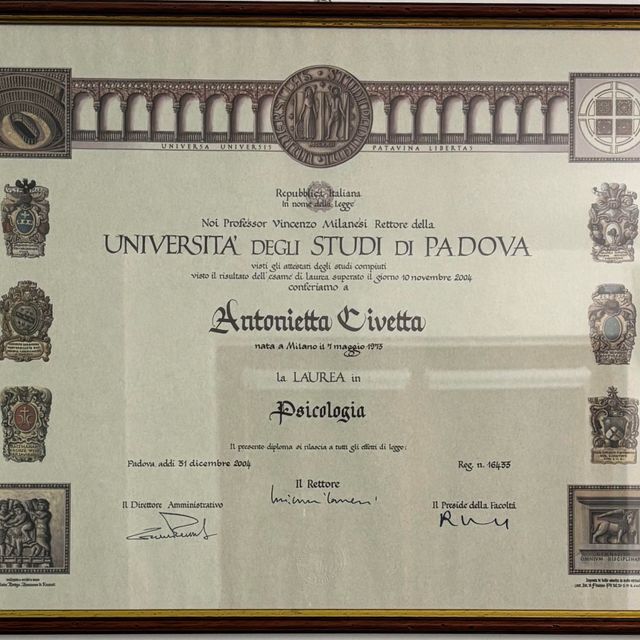 UNIVERSA UNIVERSIS
PATAVINA LIBERTAS
Repubblica Italiana
In nome della Legge
Noi Professor Vincenzo Milanesi Rettore della
UNIVERSITA' DEGLI STUDI DI PADOVA
visti gli attestati degli studi compiuti
visto il risultato dell'esame di laurea superato il giorno 10 novembre 2004
conferiamo a
Antonietta Civetta
nata a Milano il 7 maggio 1973
la LAUREA in
Psicologia
Il presente diploma si rilascia a tutti gli effetti di legge.
Padova, addì 31 dicembre 2004
Reg. n. 16435
Il Rettore
Il Direttore Amministrativo
Il Preside della Facoltà